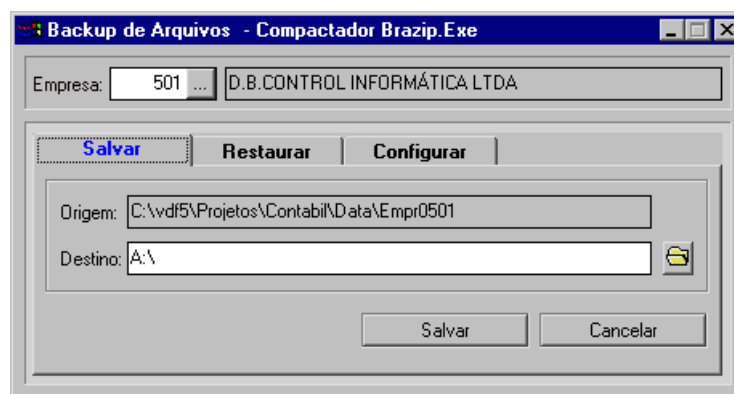 Backup de Arquivos - Compactador Brazip.Exe
Empresa: 501 ... D.B.CONTROL INFORMÁTICA LTDA
Salvar Restaurar Configurar
Origem: C:\vdf5\Projetos\Contabil\Data\Empr0501
Destino: A:\
Salvar Cancelar